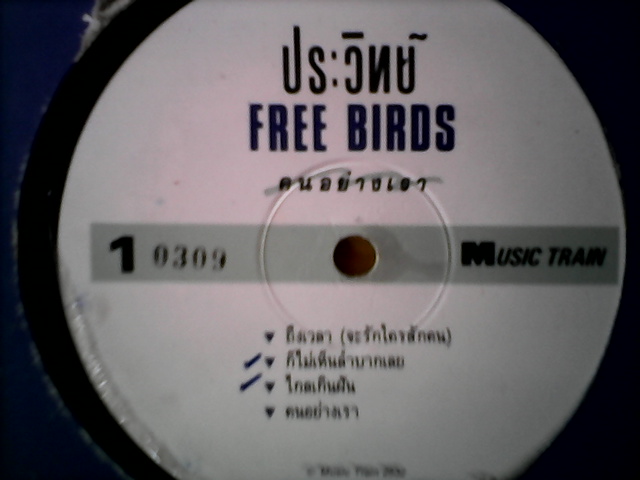 ประวิทย์
FREE BIRDS
คนอย่างเรา
1 0309 MUSIC TRAIN
▼ ถึงเวลา (จะรักใครสักคน)
▼ ก็ไม่เห็นลำบากเลย
▼ ไกลเกินฝัน
▼ คนอย่างเรา